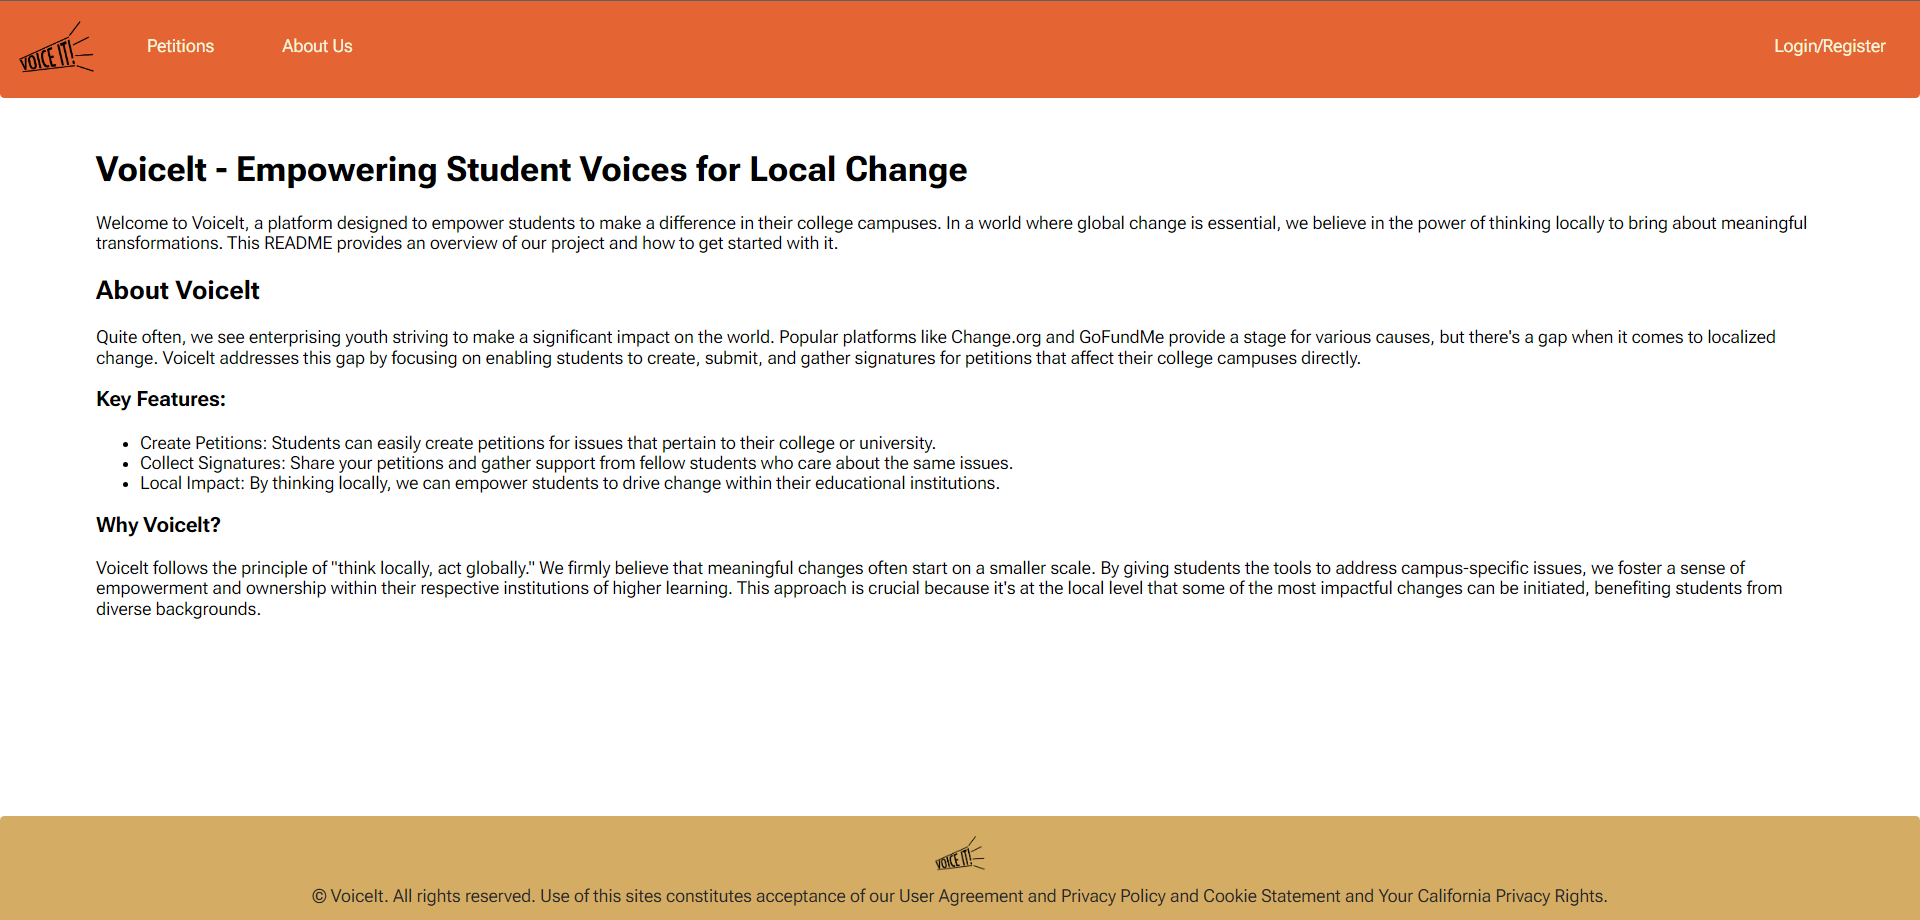 VOICE IT!
Petitions
About Us
Login/Register
VoiceIt - Empowering Student Voices for Local Change
Welcome to VoiceIt, a platform designed to empower students to make a difference in their college campuses. In a world where global change is essential, we believe in the power of thinking locally to bring about meaningful
transformations. This README provides an overview of our project and how to get started with it.
About VoiceIt
Quite often, we see enterprising youth striving to make a significant impact on the world. Popular platforms like Change.org and GoFundMe provide a stage for various causes, but there's a gap when it comes to localized
change. VoiceIt addresses this gap by focusing on enabling students to create, submit, and gather signatures for petitions that affect their college campuses directly.
Key Features:
• Create Petitions: Students can easily create petitions for issues that pertain to their college or university.
• Collect Signatures: Share your petitions and gather support from fellow students who care about the same issues.
• Local Impact: By thinking locally, we can empower students to drive change within their educational institutions.
Why VoiceIt?
VoiceIt follows the principle of "think locally, act globally." We firmly believe that meaningful changes often start on a smaller scale. By giving students the tools to address campus-specific issues, we foster a sense of
empowerment and ownership within their respective institutions of higher learning. This approach is crucial because it's at the local level that some of the most impactful changes can be initiated, benefiting students from
diverse backgrounds.
VOICE IT!
© VoiceIt. All rights reserved. Use of this sites constitutes acceptance of our User Agreement and Privacy Policy and Cookie Statement and Your California Privacy Rights.